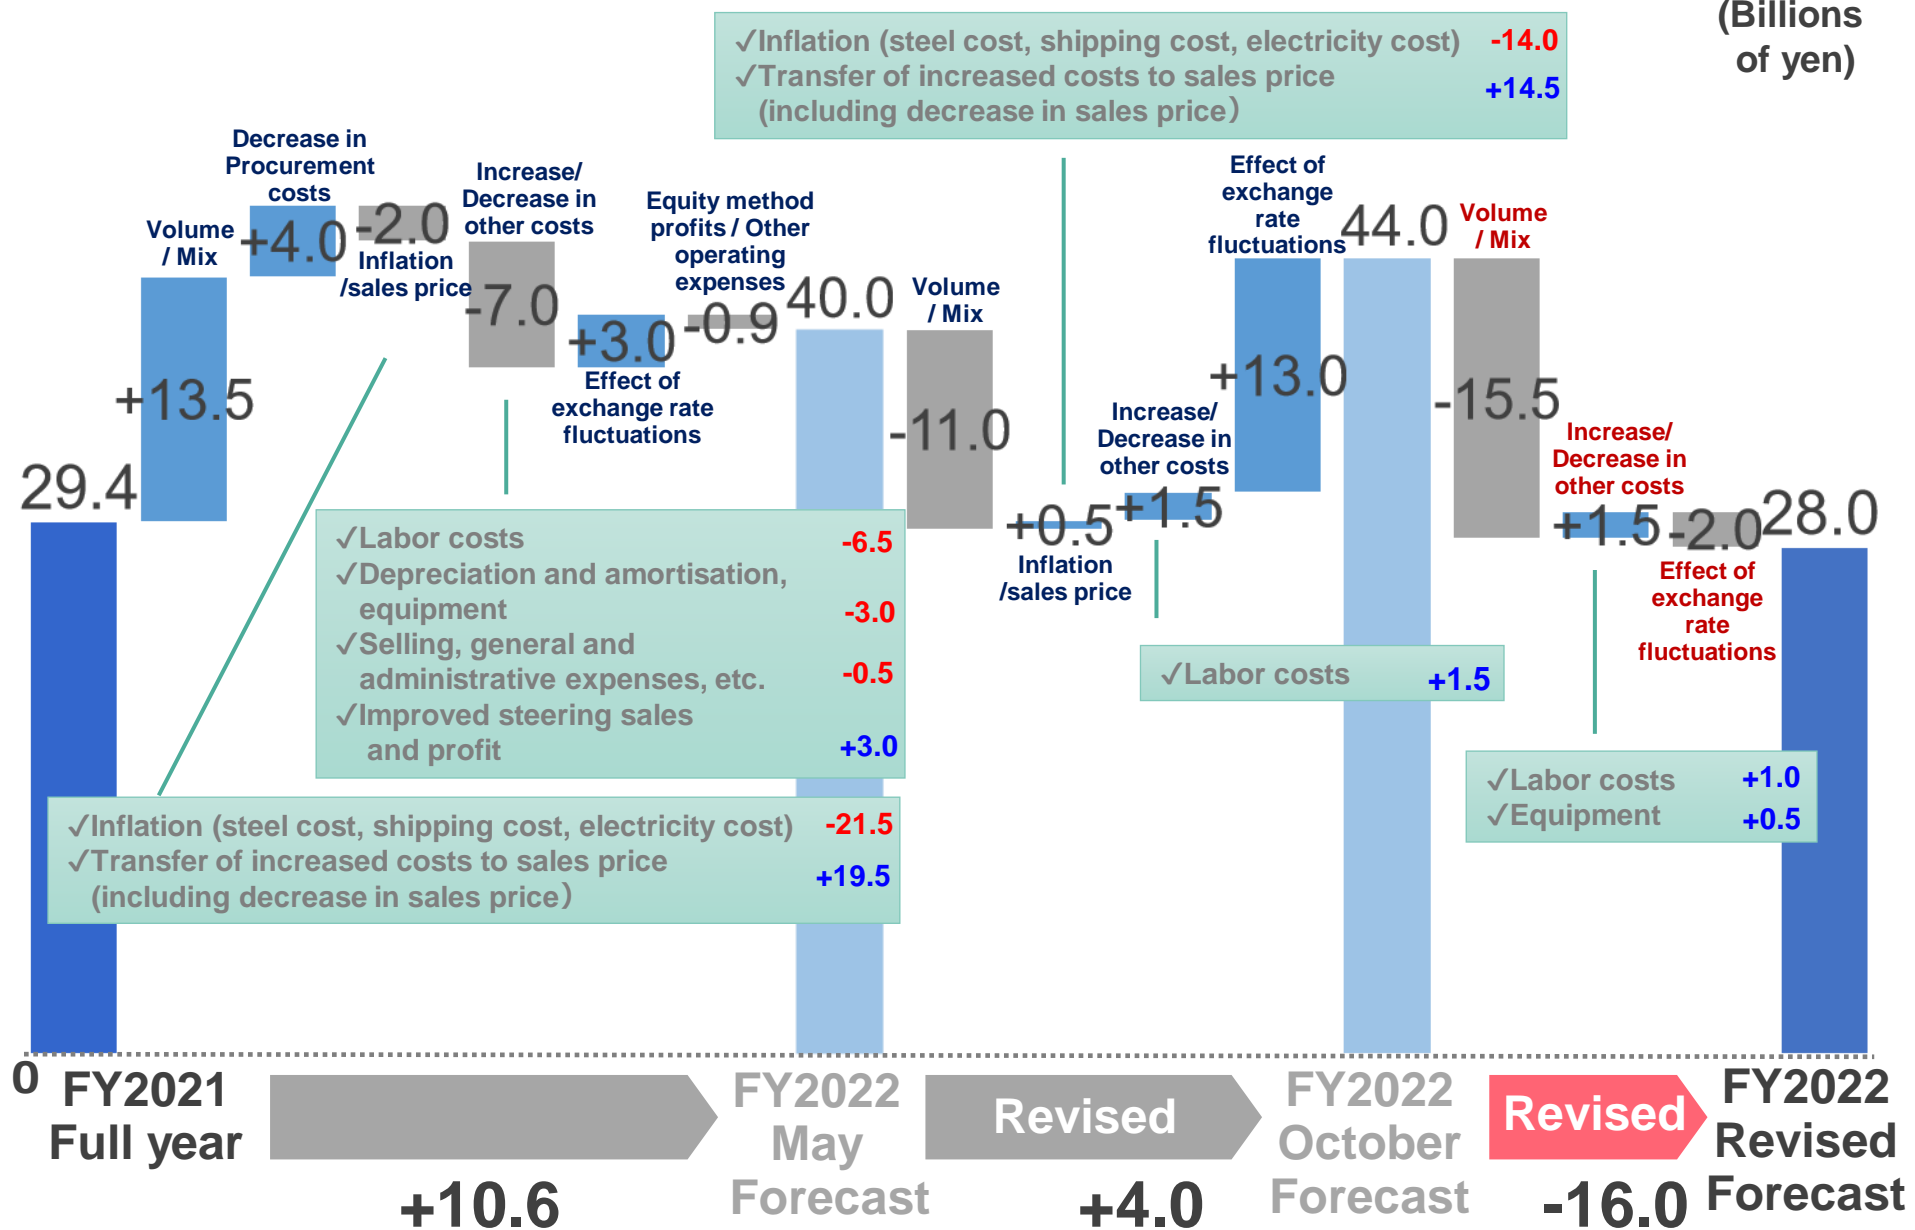 (Billions
of yen)
✓Inflation (steel cost, shipping cost, electricity cost) -14.0
✓Transfer of increased costs to sales price
(including decrease in sales price） +14.5
29.4
Volume
/ Mix
+13.5
Decrease in
Procurement
costs
+4.0
-2.0
Inflation
/sales price
Increase/
Decrease in
other costs
-7.0
+3.0
Effect of
exchange rate
fluctuations
Equity method
profits / Other
operating
expenses
-0.9
40.0
Volume
/ Mix
-11.0
+0.5
Inflation
/sales price
Increase/
Decrease in
other costs
+1.5
Effect of
exchange
rate
fluctuations
+13.0
44.0
Volume
/ Mix
-15.5
Increase/
Decrease in
other costs
+1.5
-2.0
Effect of
exchange
rate
fluctuations
28.0
✓Labor costs -6.5
✓Depreciation and amortisation,
equipment -3.0
✓Selling, general and
administrative expenses, etc. -0.5
✓Improved steering sales
and profit +3.0
✓Labor costs +1.5
✓Labor costs +1.0
✓Equipment +0.5
✓Inflation (steel cost, shipping cost, electricity cost) -21.5
✓Transfer of increased costs to sales price
(including decrease in sales price） +19.5
0
FY2021
Full year
+10.6
FY2022
May
Forecast
Revised
+4.0
FY2022
October
Forecast
Revised
-16.0
FY2022
Revised
Forecast